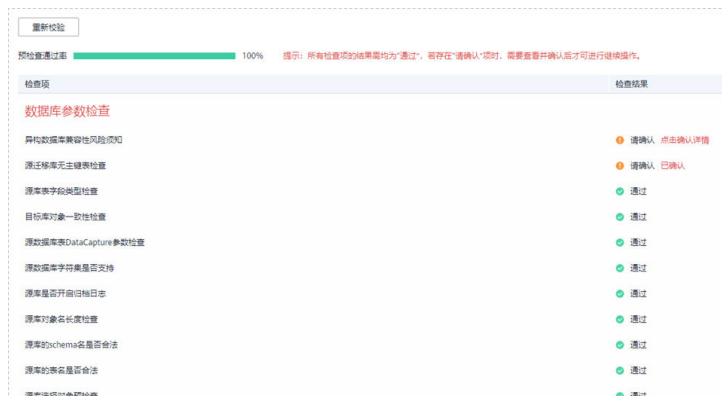 重新校验
预检查通过率 100% 提示：所有检查项的结果需均为“通过”，若存在“请确认”项时，需要查看并确认后才可进行继续操作。
检查项 检查结果
数据库参数检查
异构数据库兼容性风险须知 请确认 点击确认详情
源迁移库无主键表检查 请确认 已确认
源库表字段类型检查 通过
目标库对象一致性检查 通过
源数据库表DataCapture参数检查 通过
源数据库字符集是否支持 通过
源库是否开启归档日志 通过
源库对象名长度检查 通过
源库的schema名是否合法 通过
源库的表名是否合法 通过
源库选择对象预检查 通过